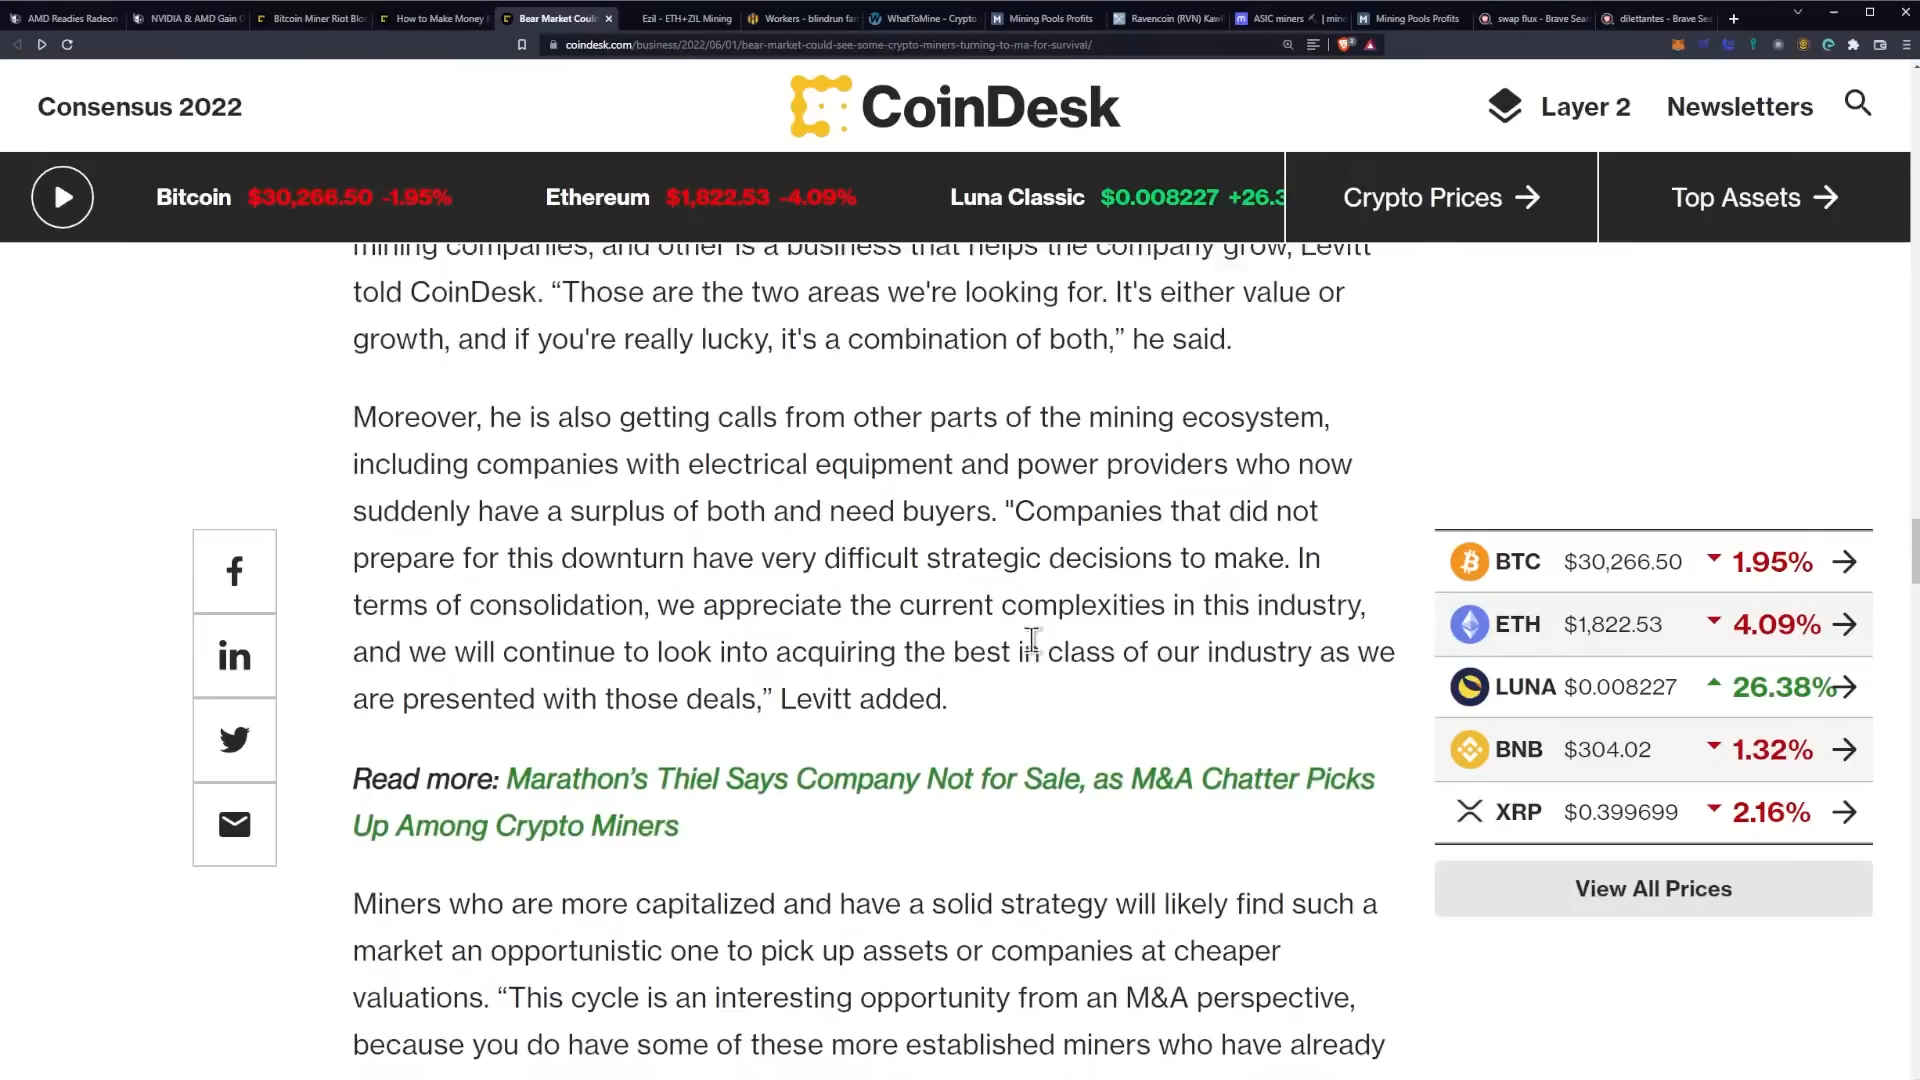 AMD Readies Radeon
NVIDIA & AMD Gain
Bitcoin Miner Riot Bloc
How to Make Money
Bear Market Coul
Ezil - ETH+ZIL Mining
Workers - blindrun fa
WhatToMine - Crypto
Mining Pools Profits
Ravencoin (RVN) Kaw
ASIC miners
Mining Pools Profits
swap flux - Brave Sea
dilettantes - Brave Se
coindesk.com/business/2022/06/01/bear-market-could-see-some-crypto-miners-turning-to-ma-for-survival/
Consensus 2022
CoinDesk
Layer 2
Newsletters
Bitcoin $30,266.50 -1.95%
Ethereum $1,822.53 -4.09%
Luna Classic $0.008227 +26.3
Crypto Prices
Top Assets
mining companies, and other is a business that helps the company grow, Levitt
told CoinDesk. “Those are the two areas we're looking for. It's either value or
growth, and if you're really lucky, it's a combination of both,” he said.
Moreover, he is also getting calls from other parts of the mining ecosystem,
including companies with electrical equipment and power providers who now
suddenly have a surplus of both and need buyers. "Companies that did not
prepare for this downturn have very difficult strategic decisions to make. In
terms of consolidation, we appreciate the current complexities in this industry,
and we will continue to look into acquiring the best in class of our industry as we
are presented with those deals,” Levitt added.
Read more: Marathon’s Thiel Says Company Not for Sale, as M&A Chatter Picks
Up Among Crypto Miners
Miners who are more capitalized and have a solid strategy will likely find such a
market an opportunistic one to pick up assets or companies at cheaper
valuations. “This cycle is an interesting opportunity from an M&A perspective,
because you do have some of these more established miners who have already
BTC $30,266.50 1.95%
ETH $1,822.53 4.09%
LUNA $0.008227 26.38%
BNB $304.02 1.32%
XRP $0.399699 2.16%
View All Prices